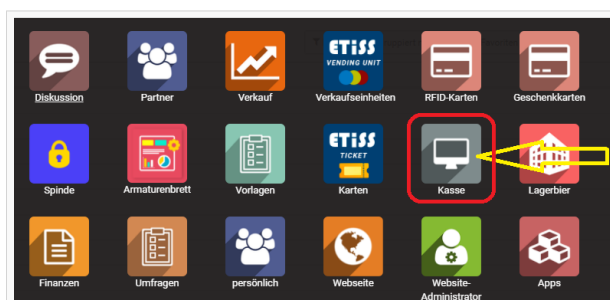 ETiSS
VENDING UNIT
Diskussion Partner Verkauf Verkaufseinheiten RFID-Karten Geschenkkarten
ETiSS
TICKET
Spinde Armaturenbrett Vorlagen Karten Kasse Lagerbier
Finanzen Umfragen persönlich Webseite Website-
Administrator Apps